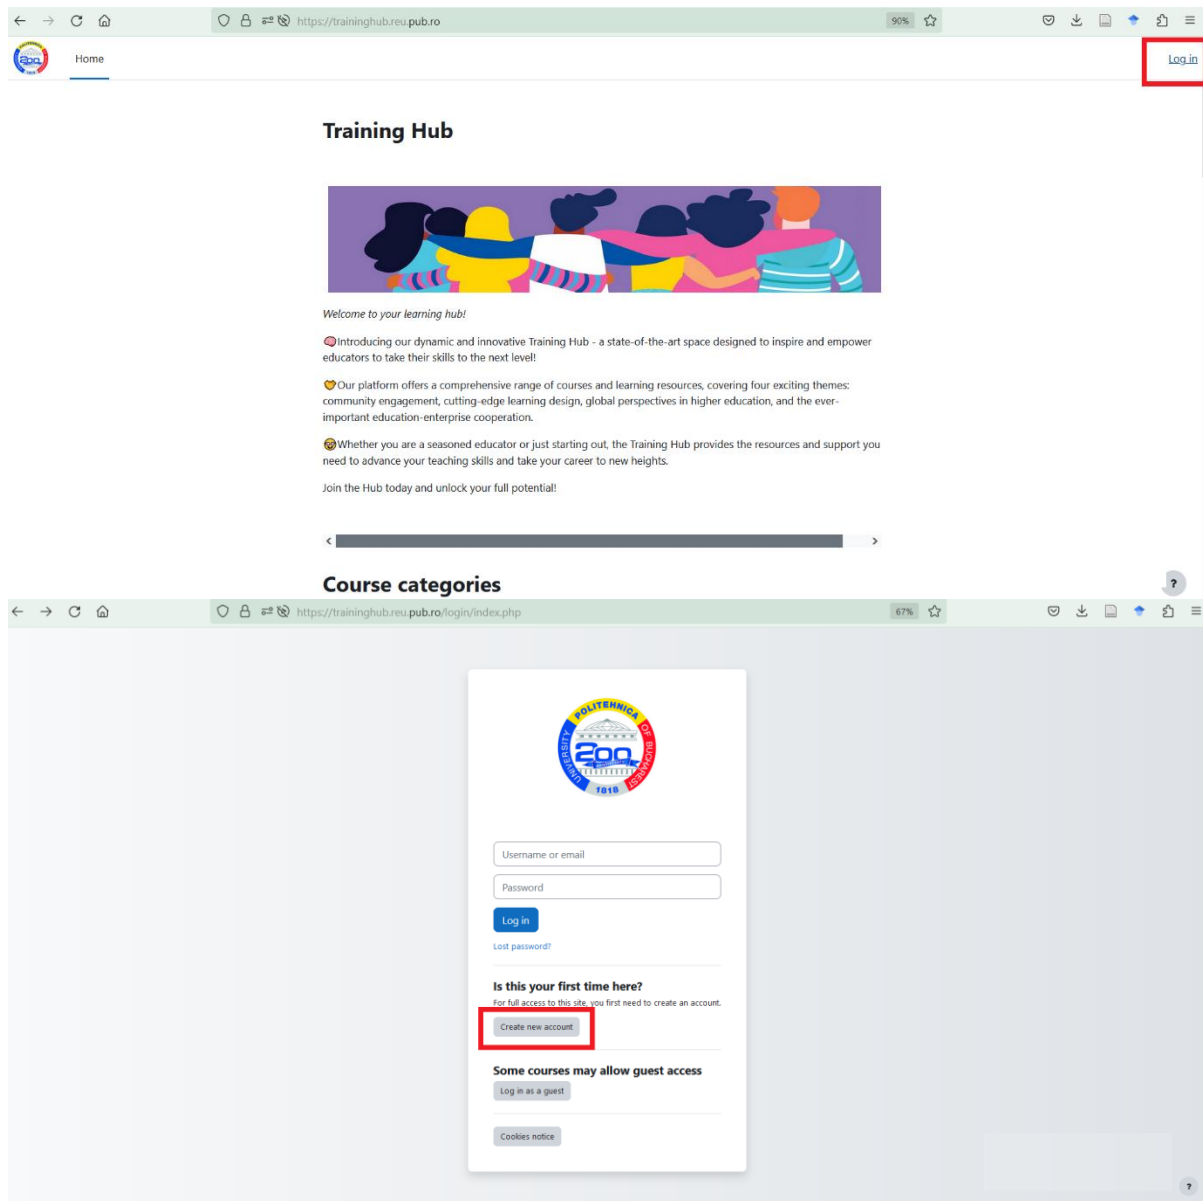 https://traininghub.reu.pub.ro
90%
Home
Log in
Training Hub
Welcome to your learning hub!
Introducing our dynamic and innovative Training Hub - a state-of-the-art space designed to inspire and empower
educators to take their skills to the next level!
Our platform offers a comprehensive range of courses and learning resources, covering four exciting themes:
community engagement, cutting-edge learning design, global perspectives in higher education, and the ever-
important education-enterprise cooperation.
Whether you are a seasoned educator or just starting out, the Training Hub provides the resources and support you
need to advance your teaching skills and take your career to new heights.
Join the Hub today and unlock your full potential!
Course categories
?
https://traininghub.reu.pub.ro/login/index.php
67%
UNIVERSITY POLITEHNICA OF BUCHAREST
200
1818
Username or email
Password
Log in
Lost password?
Is this your first time here?
For full access to this site, you first need to create an account.
Create new account
Some courses may allow guest access
Log in as a guest
Cookies notice
?